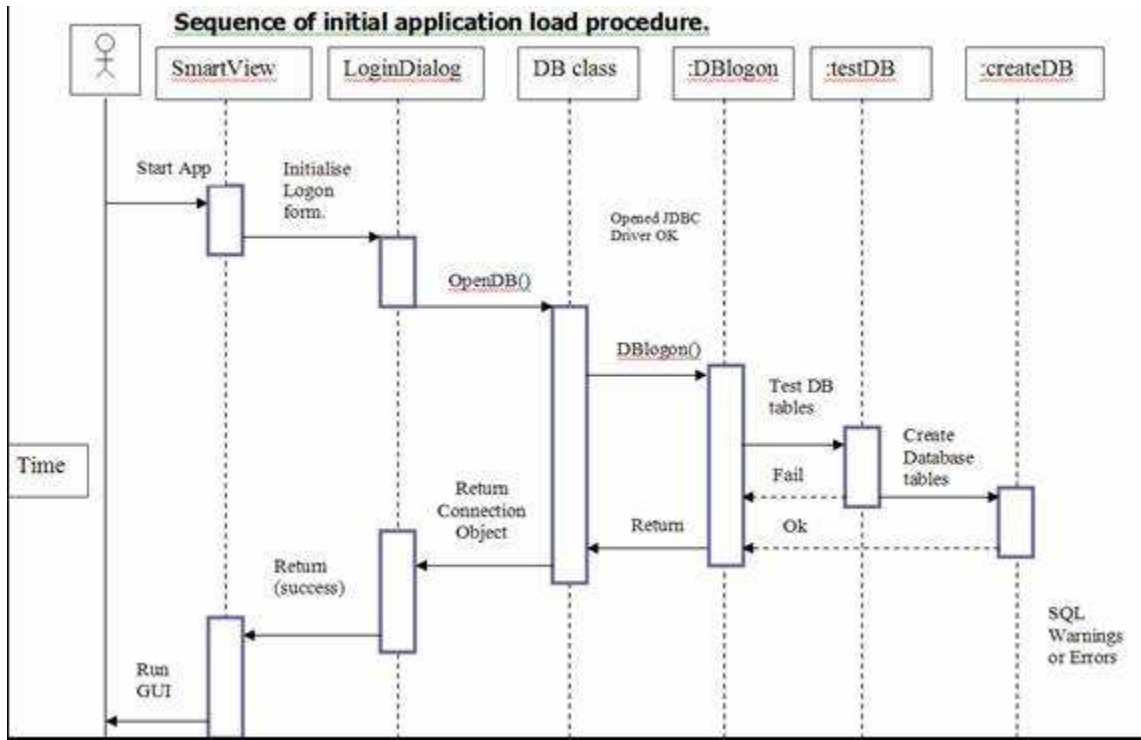 Sequence of initial application load procedure.
SmartView
LoginDialog
DB class
:DBlogon
:testDB
:createDB
Start App
Initialise
Logon
form.
Opened JDBC
Driver OK
OpenDB()
DBlogon()
Test DB
tables
Create
Database
tables
Time
Fail
Return
Connection
Object
Return
Ok
Return
(success)
SQL
Warnings
or Errors
Run
GUI